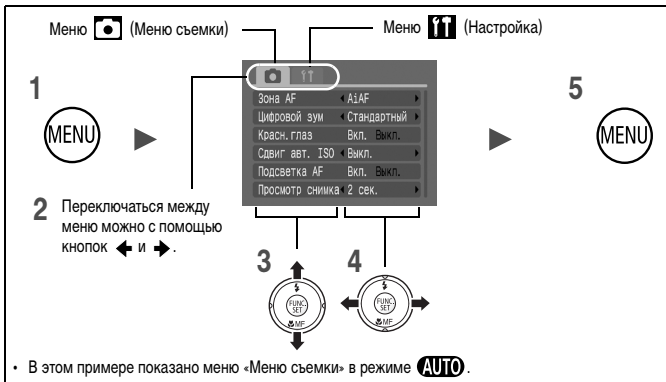 Меню (Меню съемки)
Меню (Настройка)
1
MENU
Зона AF AiAF
Цифровой зум Стандартный
Красн.глаз Вкл. Выкл.
Сдвиг авт. ISO Выкл.
Подсветка AF Вкл. Выкл.
Просмотр снимка 2 сек.
5
MENU
2 Переключаться между
меню можно с помощью
кнопок и .
3
FUNC.
SET
MF
4
FUNC.
SET
MF
• В этом примере показано меню «Меню съемки» в режиме AUTO.